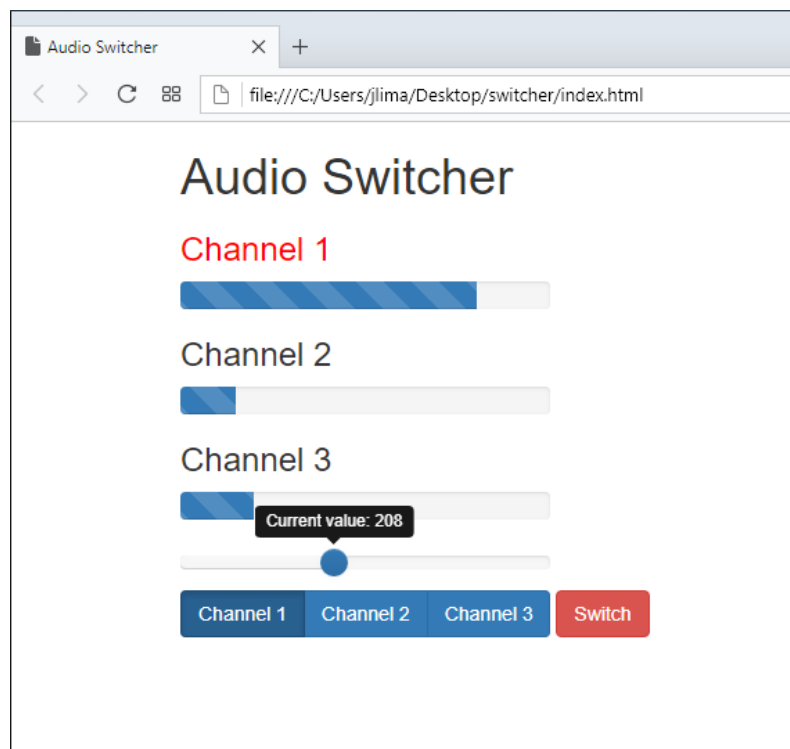 Audio Switcher
file:///C:/Users/jlima/Desktop/switcher/index.html
Audio Switcher
Channel 1
Channel 2
Channel 3
Current value: 208
Channel 1 Channel 2 Channel 3 Switch